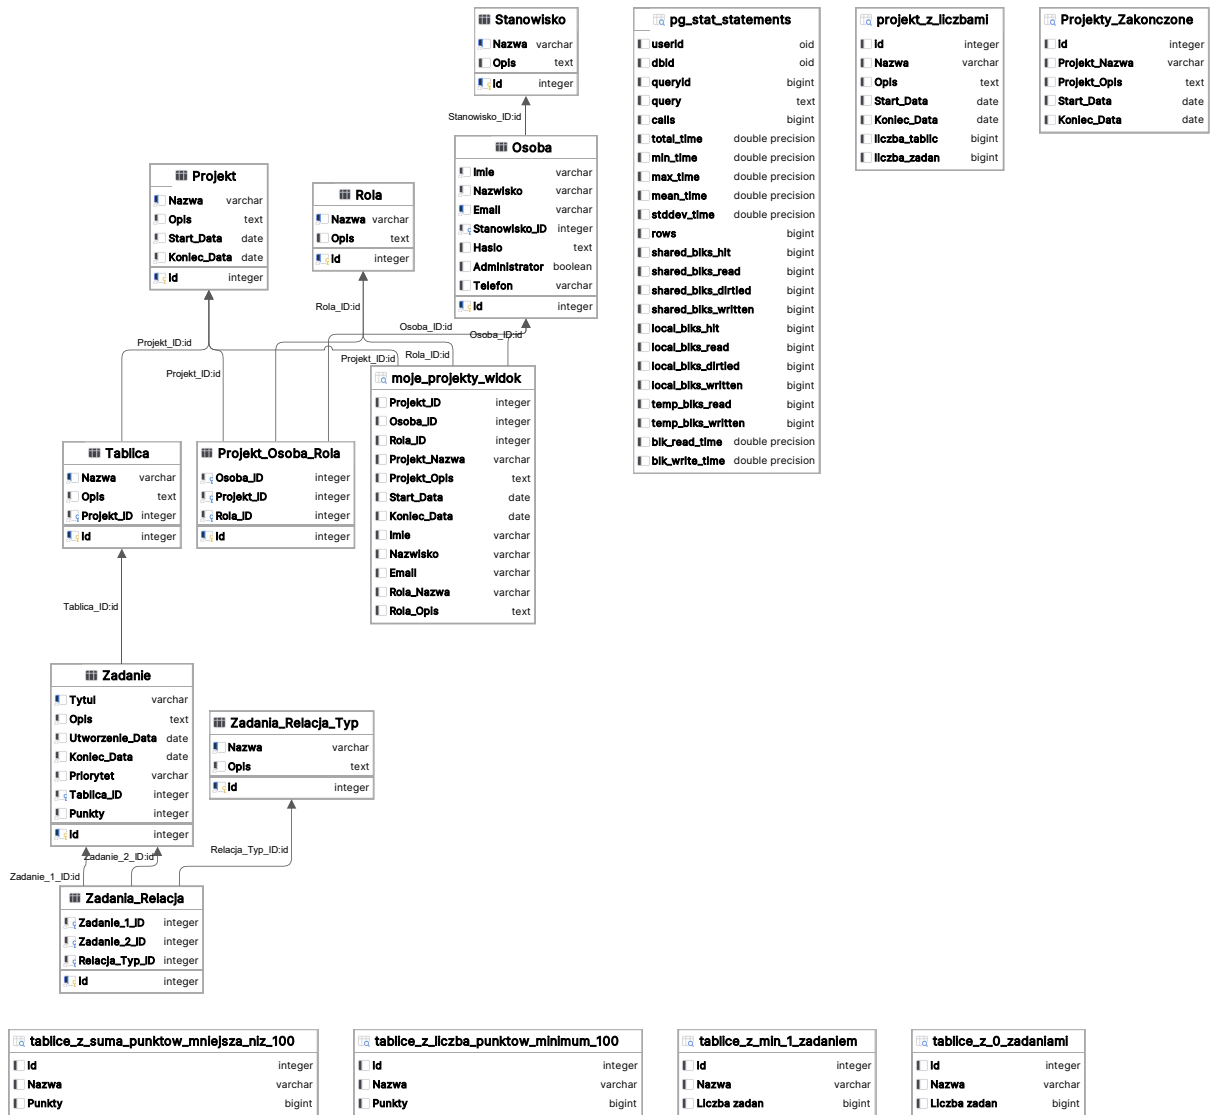 Stanowisko
Nazwa varchar
Opis text
id integer
Stanowisko_ID:id
Osoba
Imie varchar
Nazwisko varchar
Email varchar
Stanowisko_ID integer
Haslo text
Administrator boolean
Telefon varchar
id integer
pg_stat_statements
userid oid
dbid oid
queryid bigint
query text
calls bigint
total_time double precision
min_time double precision
max_time double precision
mean_time double precision
stddev_time double precision
rows bigint
shared_blks_hit bigint
shared_blks_read bigint
shared_blks_dirtied bigint
shared_blks_written bigint
local_blks_hit bigint
local_blks_read bigint
local_blks_dirtied bigint
local_blks_written bigint
temp_blks_read bigint
temp_blks_written bigint
blk_read_time double precision
blk_write_time double precision
projekt_z_liczbami
id integer
Nazwa varchar
Opis text
Start_Data date
Koniec_Data date
liczba_tablic bigint
liczba_zadan bigint
Projekty_Zakonczone
id integer
Projekt_Nazwa varchar
Projekt_Opis text
Start_Data date
Koniec_Data date
Projekt
Nazwa varchar
Opis text
Start_Data date
Koniec_Data date
id integer
Rola
Nazwa varchar
Opis text
id integer
Rola_ID:id
Osoba_ID:id
Osoba_ID:id
Projekt_ID:id
Projekt_ID:id
Projekt_ID:id
Rola_ID:id
moje_projekty_widok
Projekt_ID integer
Osoba_ID integer
Rola_ID integer
Projekt_Nazwa varchar
Projekt_Opis text
Start_Data date
Koniec_Data date
Imie varchar
Nazwisko varchar
Email varchar
Rola_Nazwa varchar
Rola_Opis text
Tablica
Nazwa varchar
Opis text
Projekt_ID integer
id integer
Projekt_Osoba_Rola
Osoba_ID integer
Projekt_ID integer
Rola_ID integer
id integer
Tablica_ID:id
Zadanie
Tytul varchar
Opis text
Utworzenie_Data date
Koniec_Data date
Priorytet varchar
Tablica_ID integer
Punkty integer
id integer
Zadania_Relacja_Typ
Nazwa varchar
Opis text
id integer
Zadanie_2_ID:id
Relacja_Typ_ID:id
Zadanie_1_ID:id
Zadania_Relacja
Zadanie_1_ID integer
Zadanie_2_ID integer
Relacja_Typ_ID integer
id integer
tablice_z_suma_punktow_mniejsza_niz_100
id integer
Nazwa varchar
Punkty bigint
tablice_z_liczba_punktow_minimum_100
id integer
Nazwa varchar
Punkty bigint
tablice_z_min_1_zadaniem
id integer
Nazwa varchar
Liczba zadan bigint
tablice_z_0_zadaniami
id integer
Nazwa varchar
Liczba zadan bigint